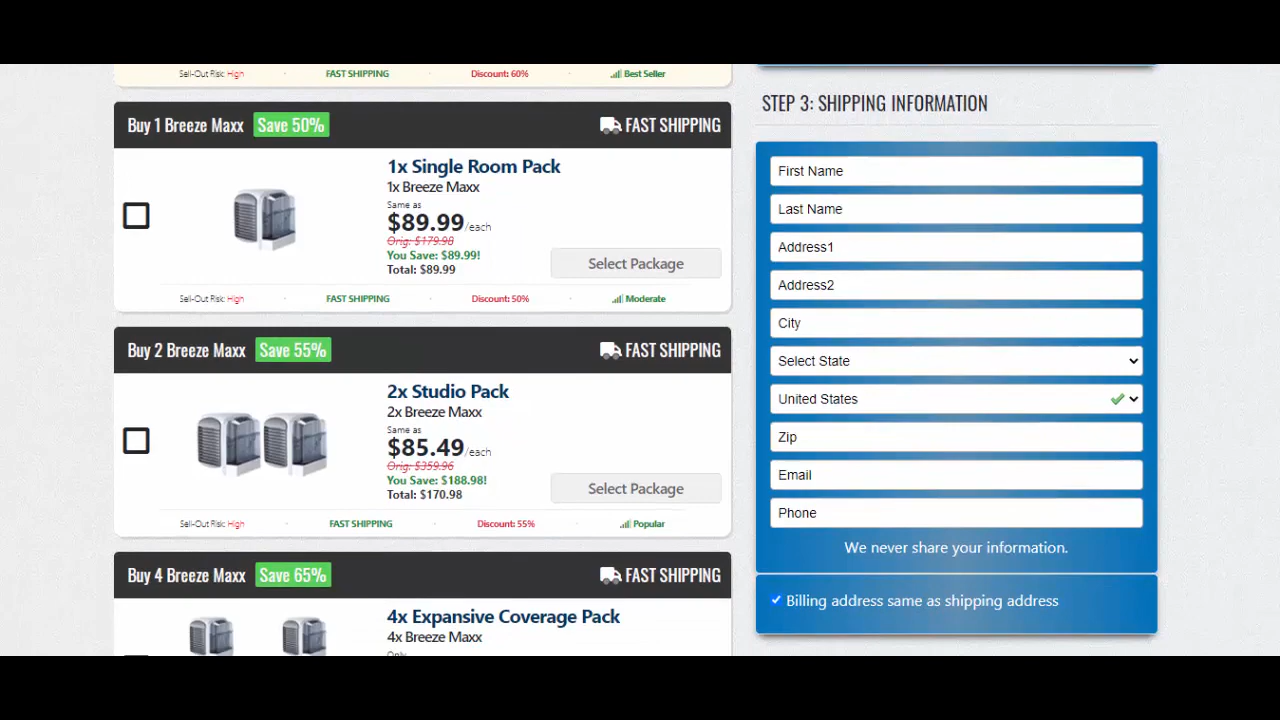 Sell-Out Risk: High · FAST SHIPPING · Discount: 60% · Best Seller
Buy 1 Breeze Maxx Save 50% FAST SHIPPING
1x Single Room Pack
1x Breeze Maxx
Same as
$89.99/each
Orig: $179.98
You Save: $89.99!
Total: $89.99
Select Package
Sell-Out Risk: High · FAST SHIPPING · Discount: 50% · Moderate
Buy 2 Breeze Maxx Save 55% FAST SHIPPING
2x Studio Pack
2x Breeze Maxx
Same as
$85.49/each
Orig: $359.96
You Save: $188.98!
Total: $170.98
Select Package
Sell-Out Risk: High · FAST SHIPPING · Discount: 55% · Popular
Buy 4 Breeze Maxx Save 65% FAST SHIPPING
4x Expansive Coverage Pack
4x Breeze Maxx
Only
STEP 3: SHIPPING INFORMATION
First Name
Last Name
Address1
Address2
City
Select State
United States
Zip
Email
Phone
We never share your information.
Billing address same as shipping address